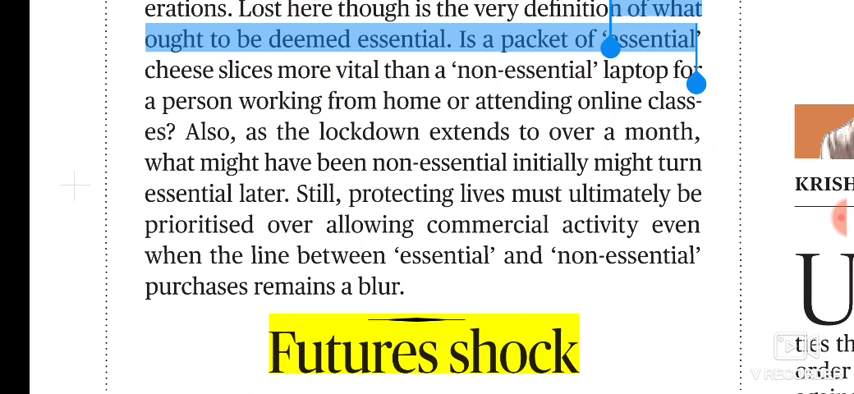 erations. Lost here though is the very definition of what
ought to be deemed essential. Is a packet of ‘essential’
cheese slices more vital than a ‘non-essential’ laptop for
a person working from home or attending online class-
es? Also, as the lockdown extends to over a month,
what might have been non-essential initially might turn
essential later. Still, protecting lives must ultimately be
prioritised over allowing commercial activity even
when the line between ‘essential’ and ‘non-essential’
purchases remains a blur.
Futures shock
KRISH
U
ties th
order
V RECORDER